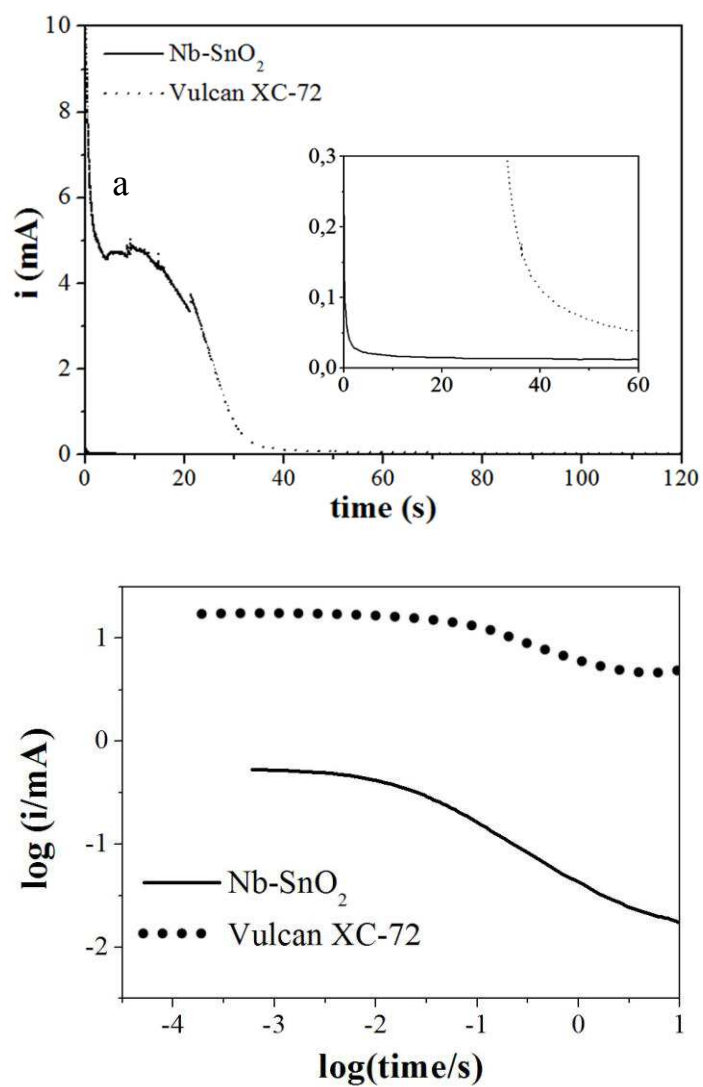 10
8
6
4
2
0
i (mA)
Nb-SnO₂
Vulcan XC-72
a
0,3
0,2
0,1
0,0
0 20 40 60
0 20 40 60 80 100 120
time (s)
1
0
-1
-2
log (i/mA)
Nb-SnO₂
Vulcan XC-72
-4 -3 -2 -1 0 1
log(time/s)